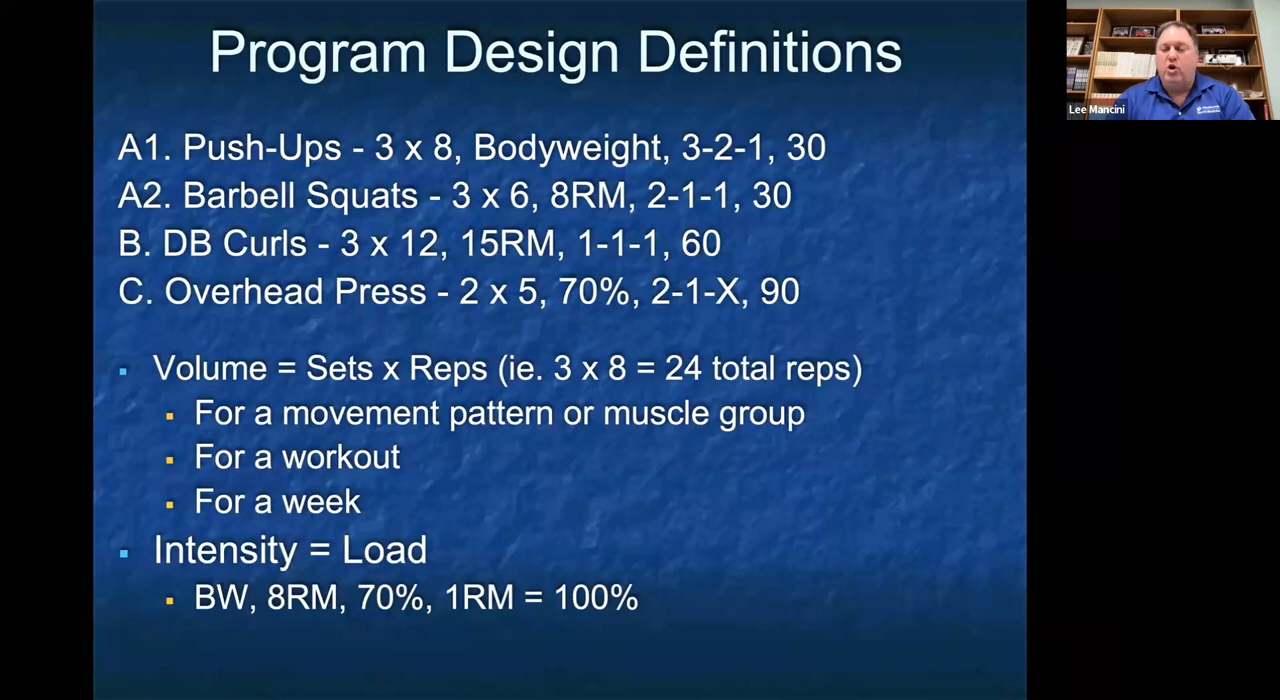 Program Design Definitions
A1. Push-Ups - 3 x 8, Bodyweight, 3-2-1, 30
A2. Barbell Squats - 3 x 6, 8RM, 2-1-1, 30
B. DB Curls - 3 x 12, 15RM, 1-1-1, 60
C. Overhead Press - 2 x 5, 70%, 2-1-X, 90
Volume = Sets x Reps (ie. 3 x 8 = 24 total reps)
For a movement pattern or muscle group
For a workout
For a week
Intensity = Load
BW, 8RM, 70%, 1RM = 100%
Lee Mancini